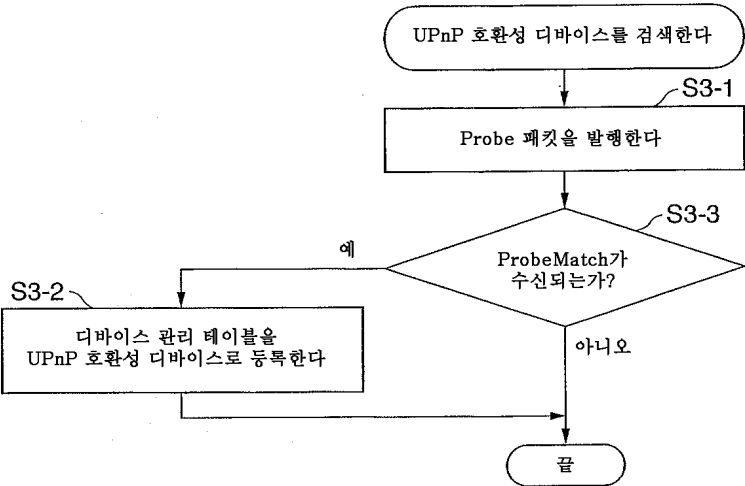 UPnP 호환성 디바이스를 검색한다
S3-1
Probe 패킷을 발행한다
S3-3
ProbeMatch가
수신되는가?
예
S3-2
디바이스 관리 테이블을
UPnP 호환성 디바이스로 등록한다
아니오
끝